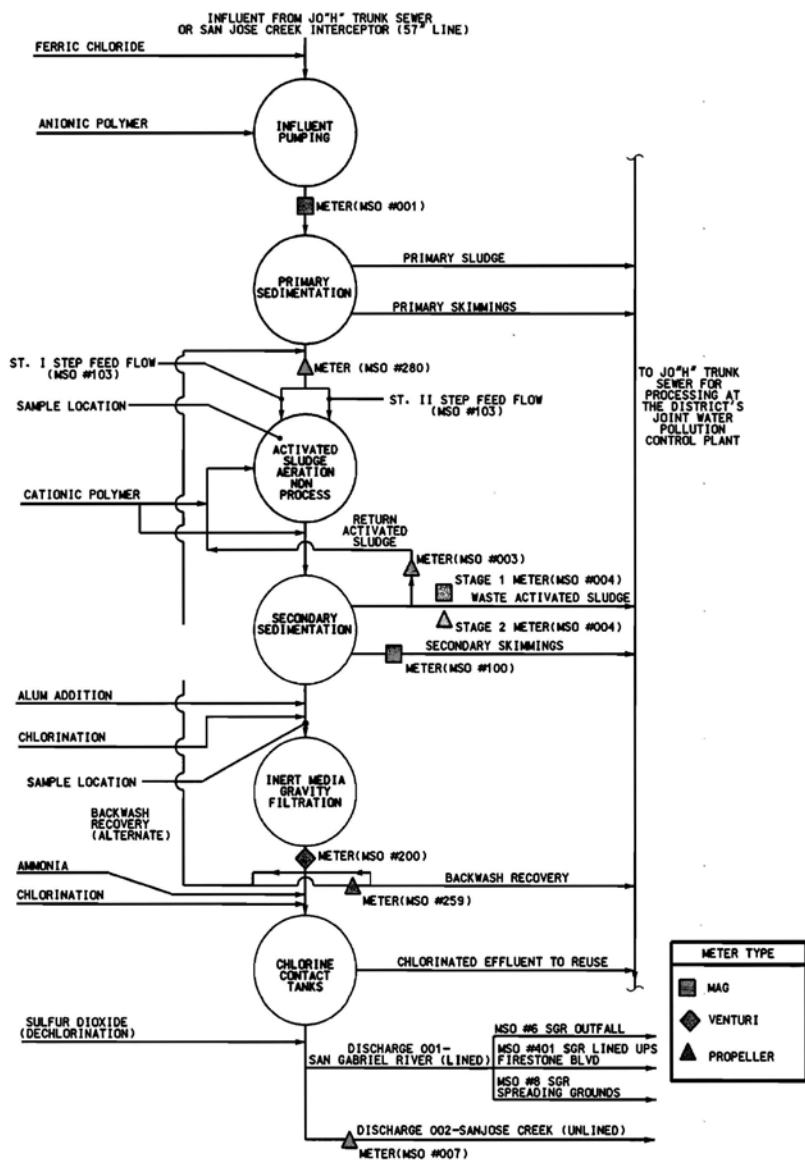 INFLUENT FROM JO"H" TRUNK SEWER
OR SAN JOSE CREEK INTERCEPTOR (57" LINE)
FERRIC CHLORIDE
ANIONIC POLYMER
INFLUENT
PUMPING
METER(MSO #001)
PRIMARY SLUDGE
PRIMARY
SEDIMENTATION
PRIMARY SKIMMINGS
ST. I STEP FEED FLOW
(MSO #103)
METER (MSO #280)
TO JO"H" TRUNK
SEWER FOR
PROCESSING AT
THE DISTRICT'S
JOINT WATER
POLLUTION
CONTROL PLANT
SAMPLE LOCATION
ST. II STEP FEED FLOW
(MSO #103)
ACTIVATED
SLUDGE
AERATION
NDN
PROCESS
CATIONIC POLYMER
RETURN
ACTIVATED
SLUDGE
METER(MSO #003)
STAGE 1 METER(MSO #004)
WASTE ACTIVATED SLUDGE
SECONDARY
SEDIMENTATION
STAGE 2 METER(MSO #004)
SECONDARY SKIMMINGS
METER(MSO #100)
ALUM ADDITION
CHLORINATION
SAMPLE LOCATION
INERT MEDIA
GRAVITY
FILTRATION
BACKWASH
RECOVERY
(ALTERNATE)
METER(MSO #200)
AMMONIA
BACKWASH RECOVERY
CHLORINATION
METER(MSO #259)
CHLORINE
CONTACT
TANKS
CHLORINATED EFFLUENT TO REUSE
METER TYPE
MAG
VENTURI
PROPELLER
SULFUR DIOXIDE
(DECHLORINATION)
MSO #6 SGR OUTFALL
DISCHARGE 001-
SAN GABRIEL RIVER (LINED)
MSO #401 SGR LINED UPS
FIRESTONE BLVD
MSO #8 SGR
SPREADING GROUNDS
DISCHARGE 002-SANJOSE CREEK (UNLINED)
METER(MSO #007)